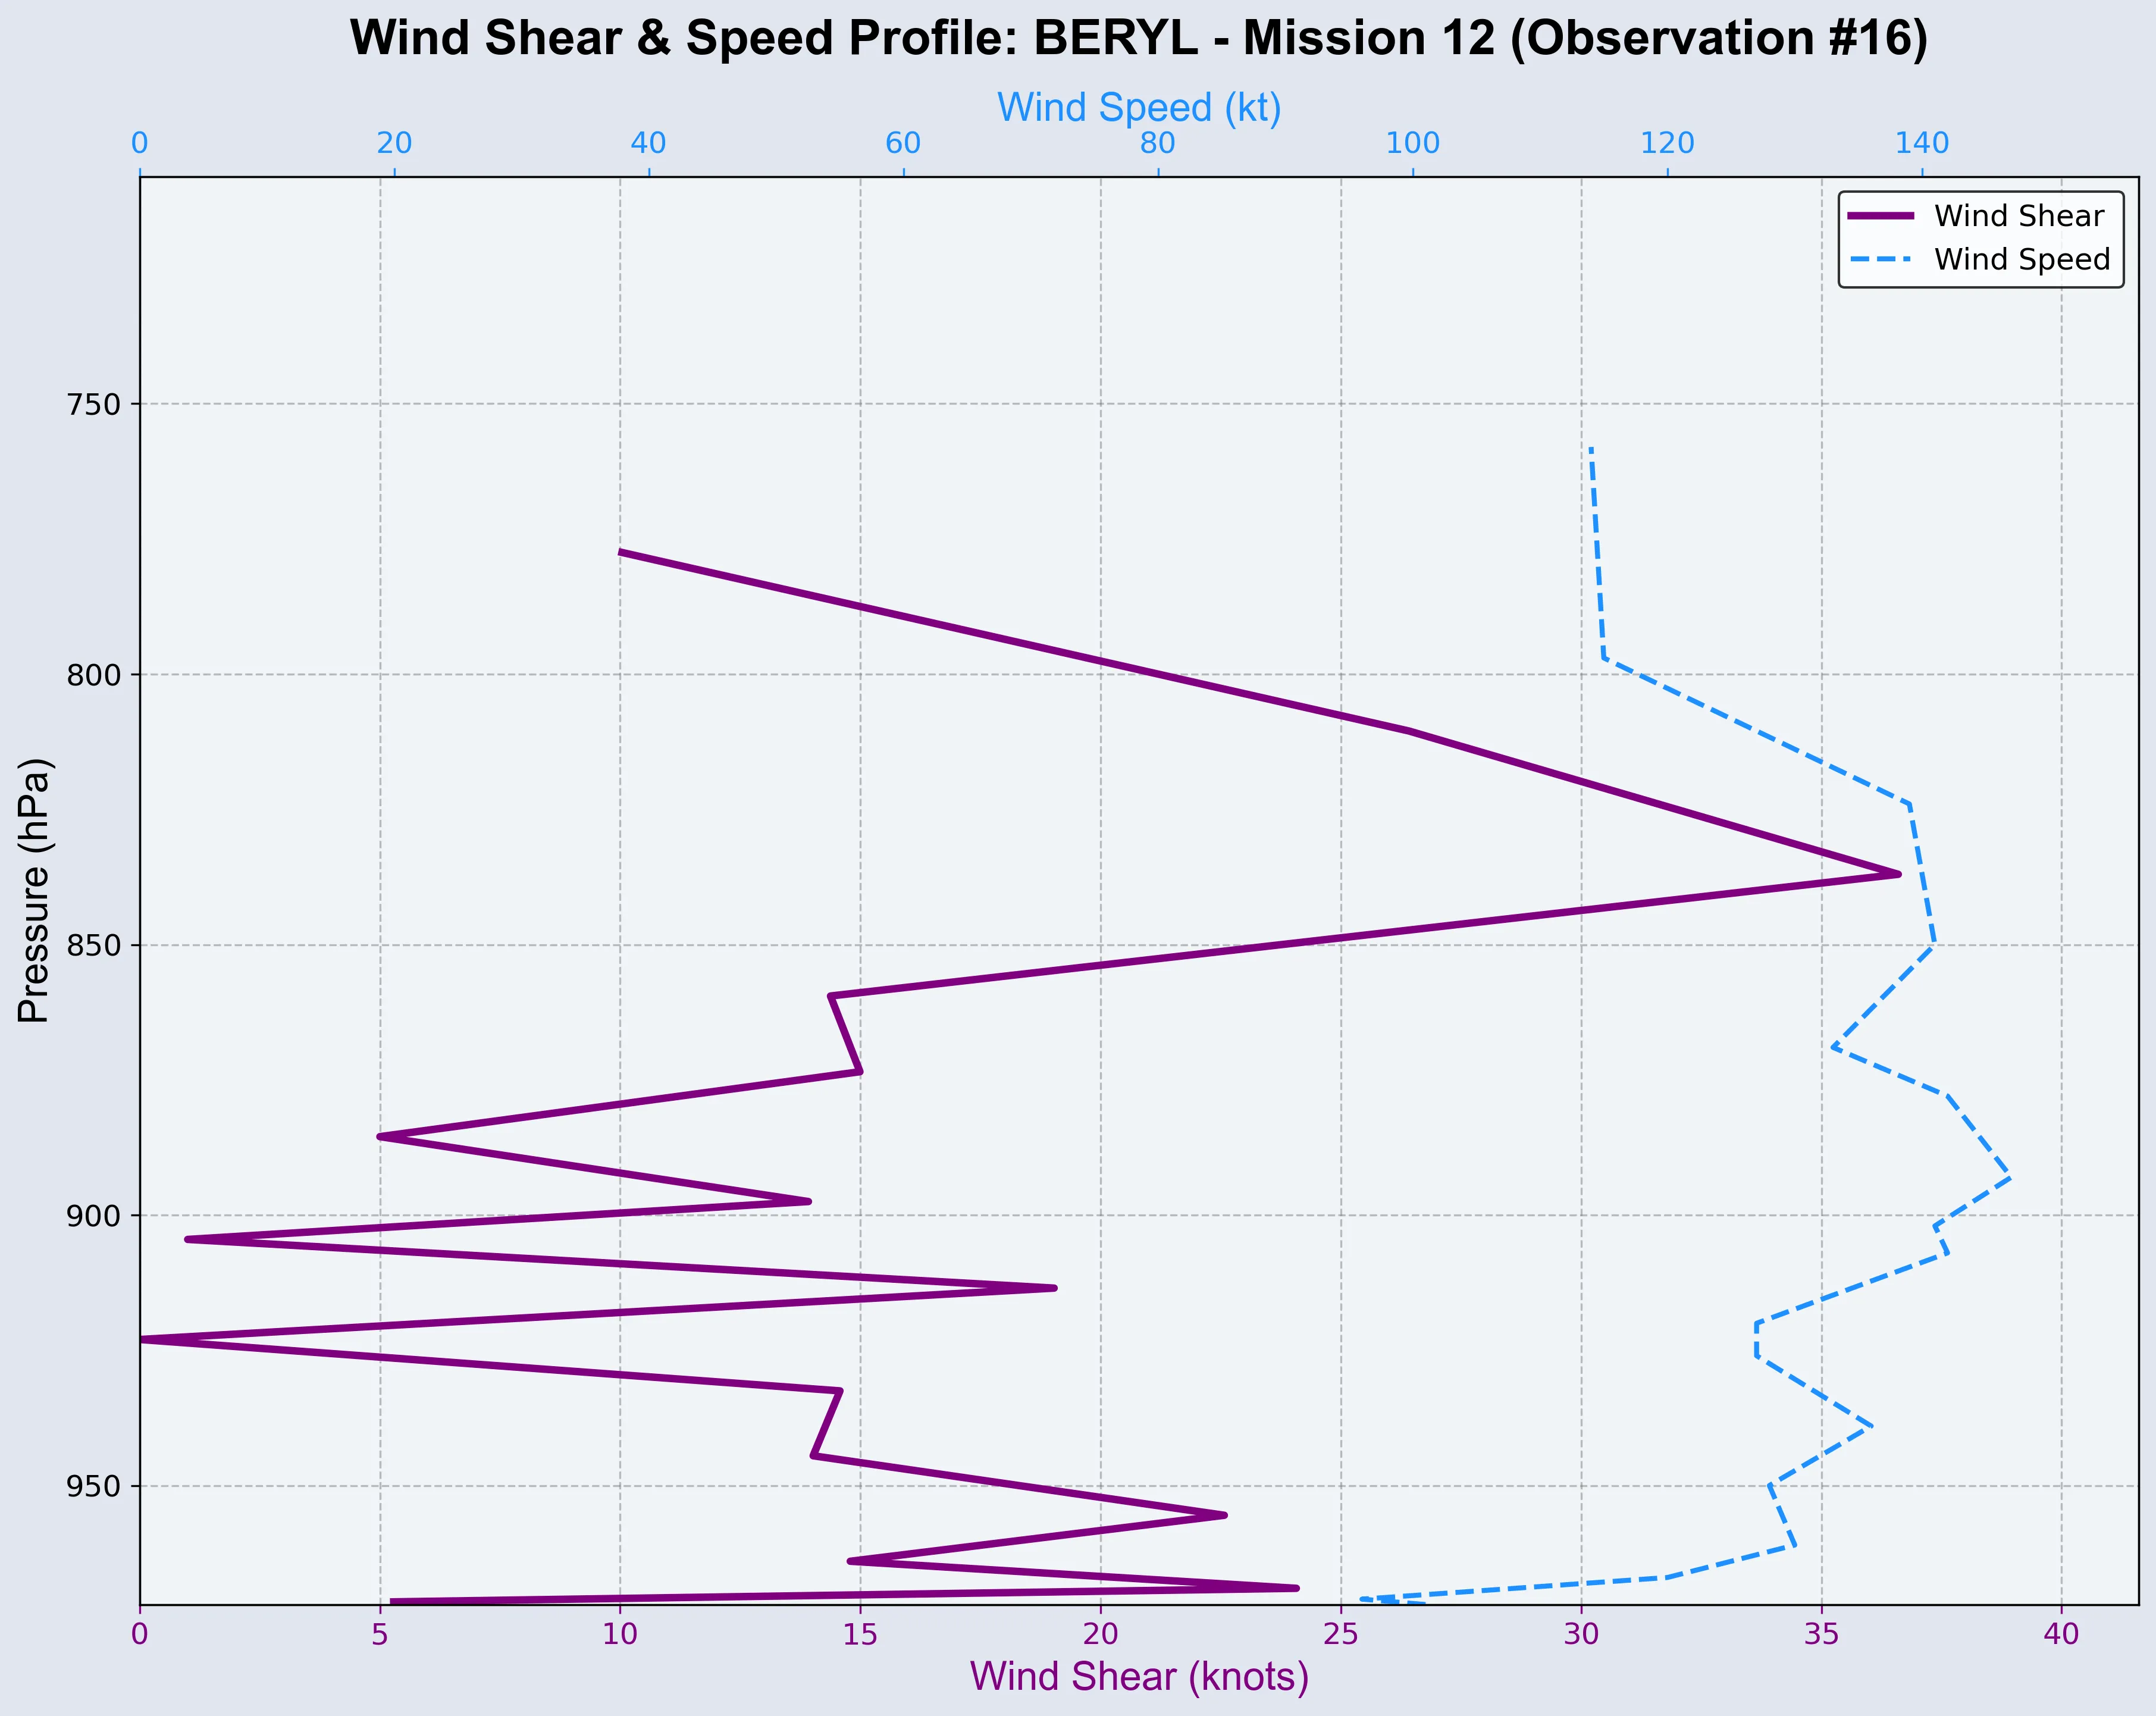 Wind Shear & Speed Profile: BERYL - Mission 12 (Observation #16)
Wind Speed (kt)
0 20 40 60 80 100 120 140
Wind Shear
Wind Speed
Pressure (hPa)
750
800
850
900
950
0 5 10 15 20 25 30 35 40
Wind Shear (knots)